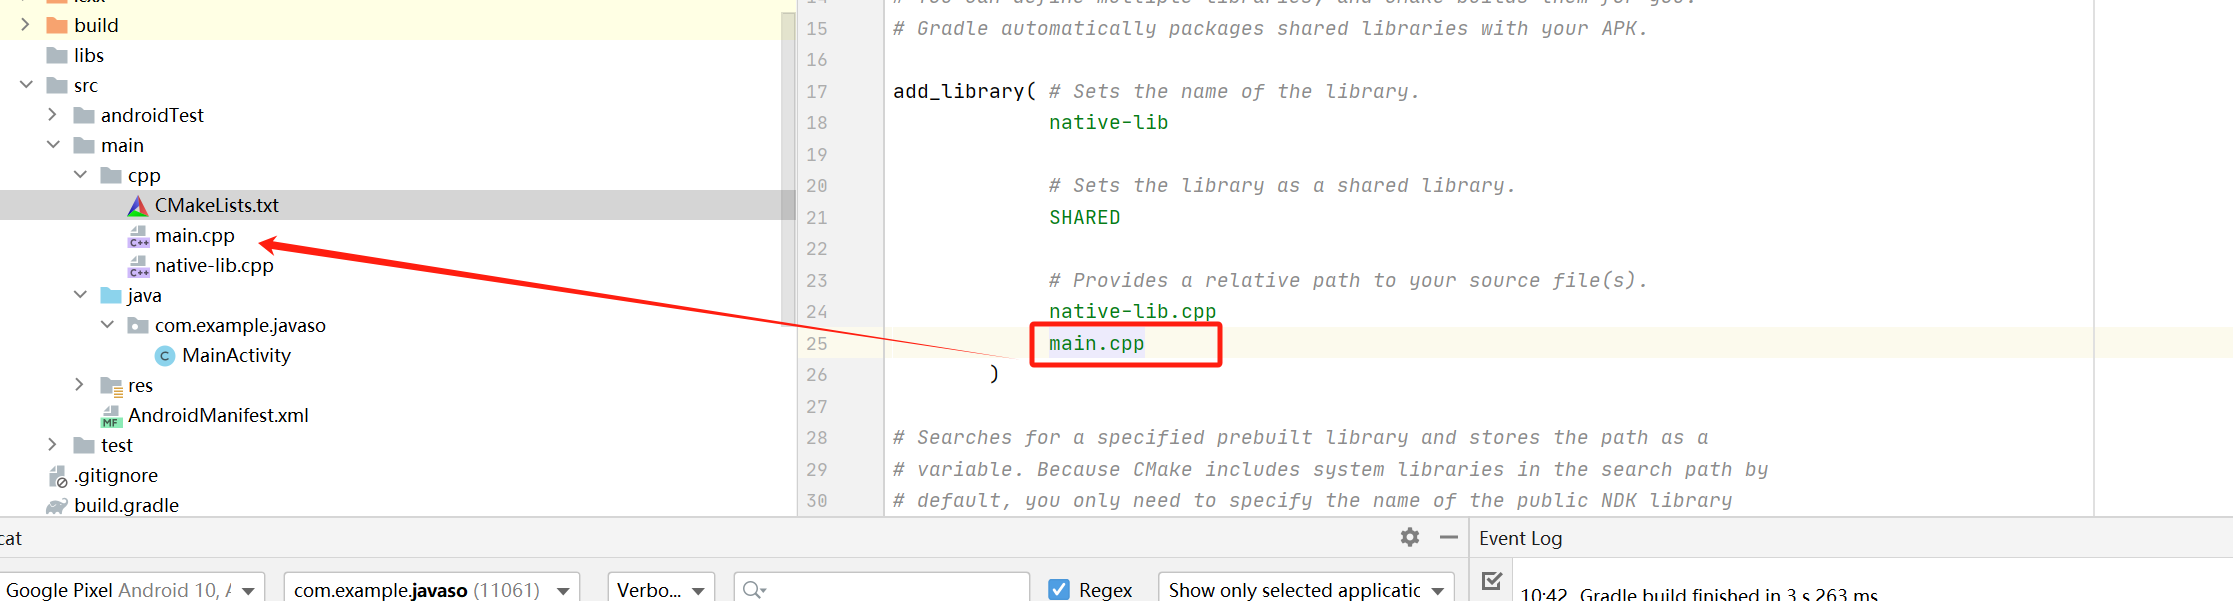 build
libs
src
androidTest
main
cpp
CMakeLists.txt
C++ main.cpp
C++ native-lib.cpp
java
com.example.javaso
C MainActivity
res
MF AndroidManifest.xml
test
.gitignore
build.gradle
15 # Gradle automatically packages shared libraries with your APK.
16
17 add_library( # Sets the name of the library.
18 native-lib
19
20 # Sets the library as a shared library.
21 SHARED
22
23 # Provides a relative path to your source file(s).
24 native-lib.cpp
25 main.cpp
26 )
27
28 # Searches for a specified prebuilt library and stores the path as a
29 # variable. Because CMake includes system libraries in the search path by
30 # default, you only need to specify the name of the public NDK library
cat
Event Log
Google Pixel Android 10, A
com.example.javaso (11061)
Verbo...
Regex
Show only selected applicatic
10:42 Gradle build finished in 3 s 263 ms